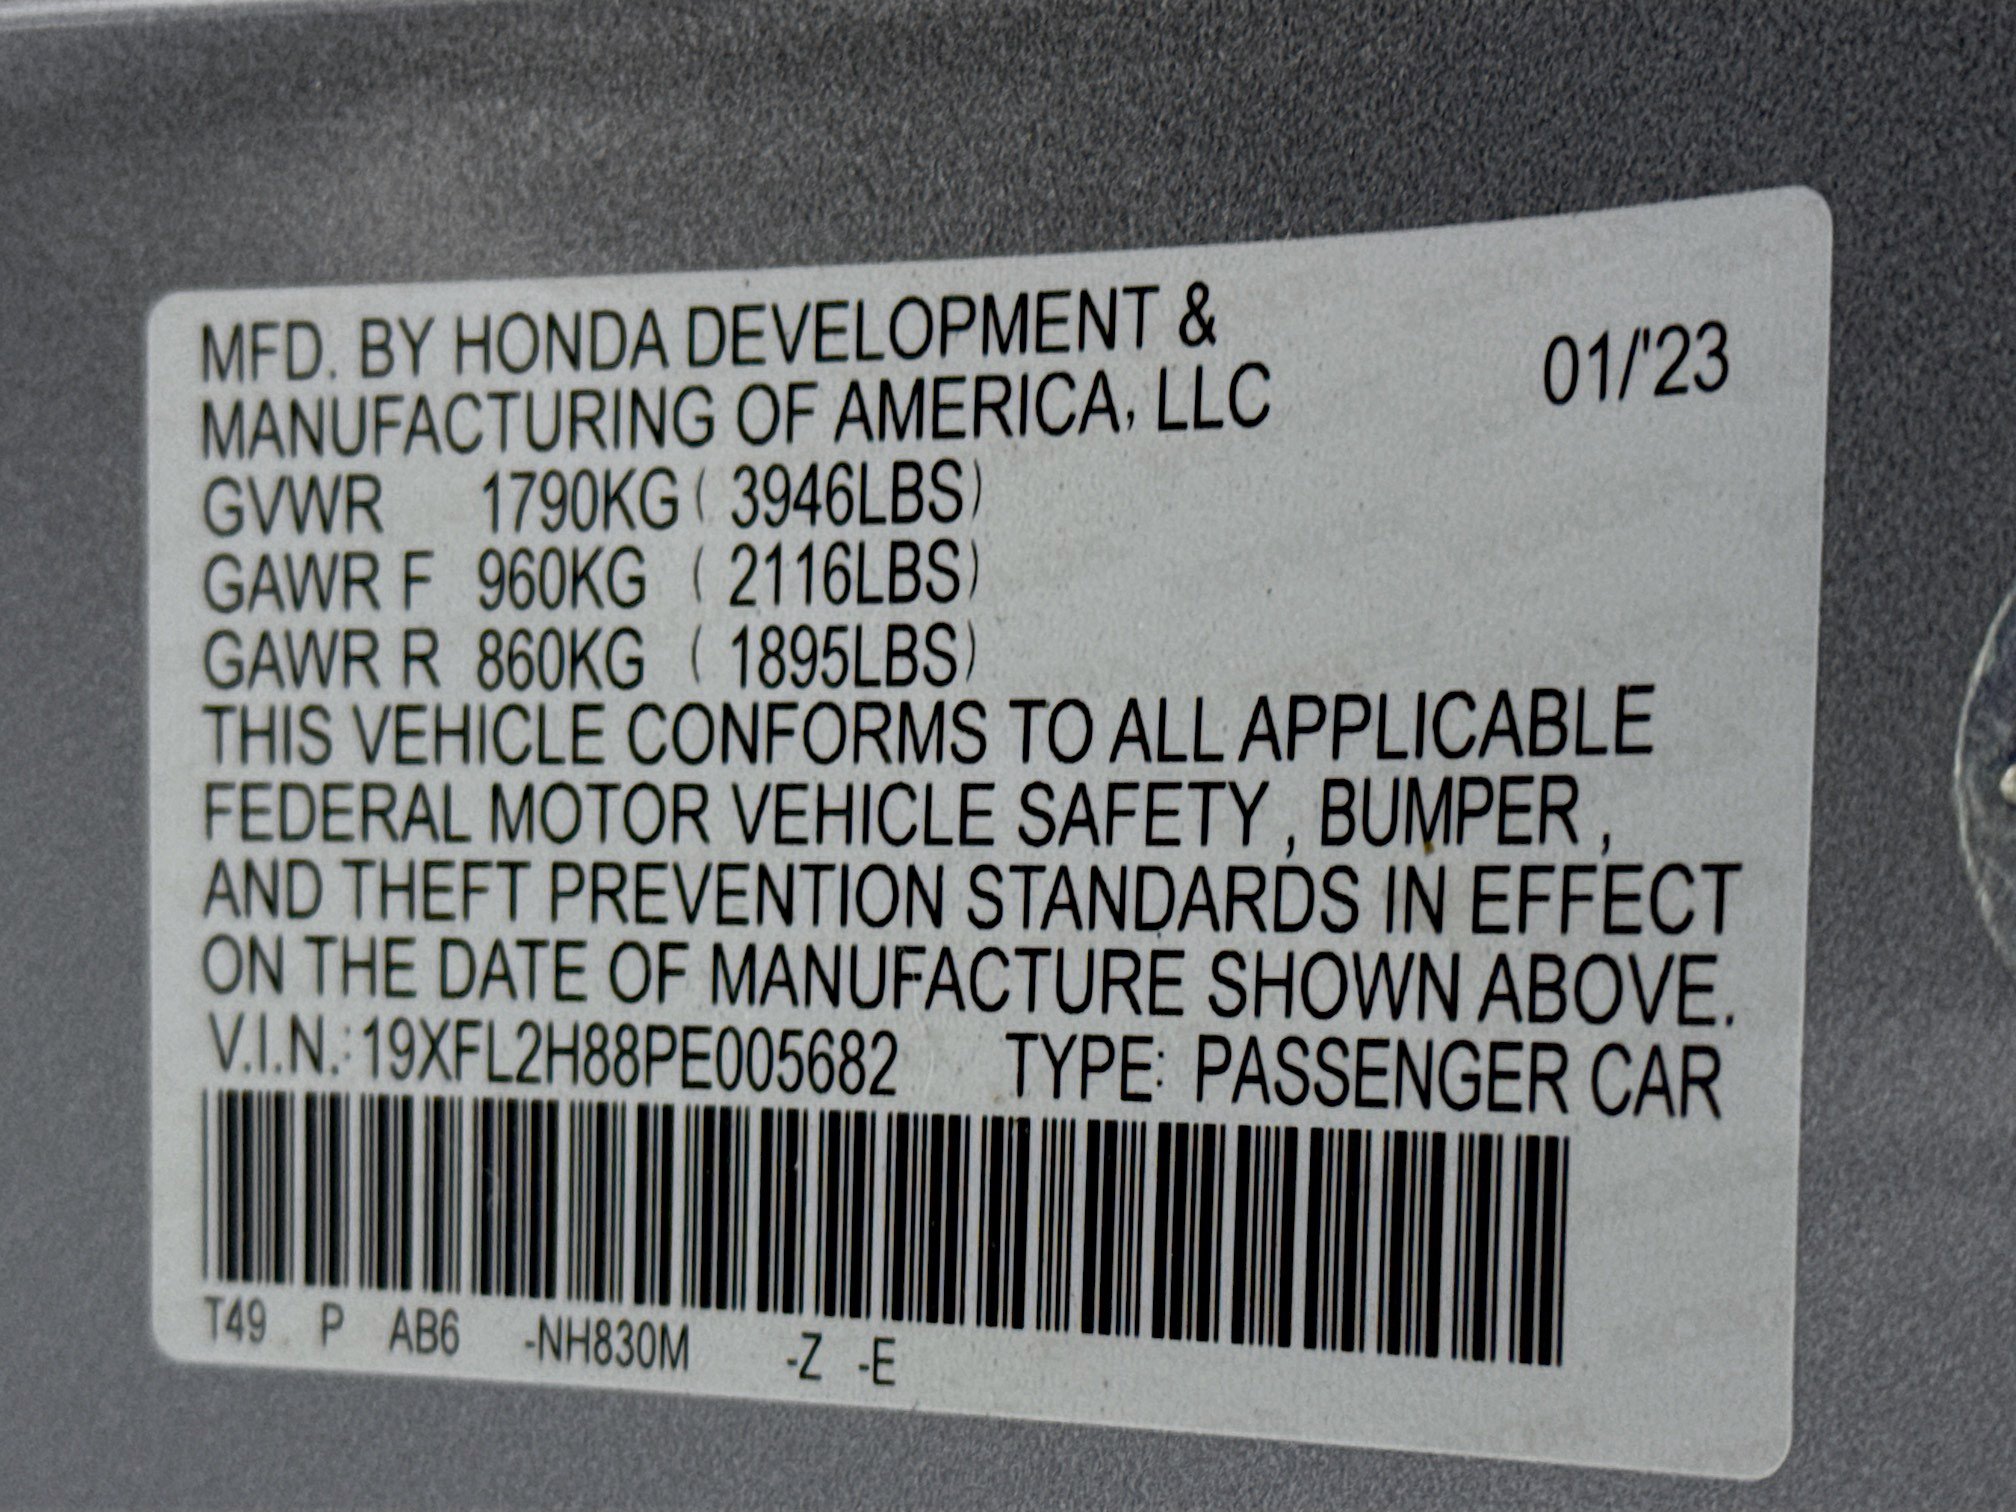 MFD. BY HONDA DEVELOPMENT &
MANUFACTURING OF AMERICA, LLC
01/'23
GVWR 1790KG ( 3946LBS)
GAWR F 960KG ( 2116LBS)
GAWR R 860KG ( 1895LBS)
THIS VEHICLE CONFORMS TO ALL APPLICABLE
FEDERAL MOTOR VEHICLE SAFETY , BUMPER ,
AND THEFT PREVENTION STANDARDS IN EFFECT
ON THE DATE OF MANUFACTURE SHOWN ABOVE.
V.I.N.: 19XFL2H88PE005682 TYPE: PASSENGER CAR
T49 P AB6 -NH830M -Z -E